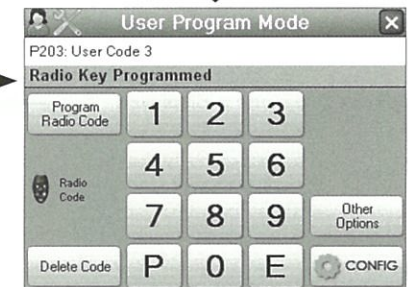 User Program Mode
P203: User Code 3
Radio Key Programmed
Program
Radio Code
1 2 3
4 5 6
Radio
Code
7 8 9
Other
Options
Delete Code
P 0 E
CONFIG